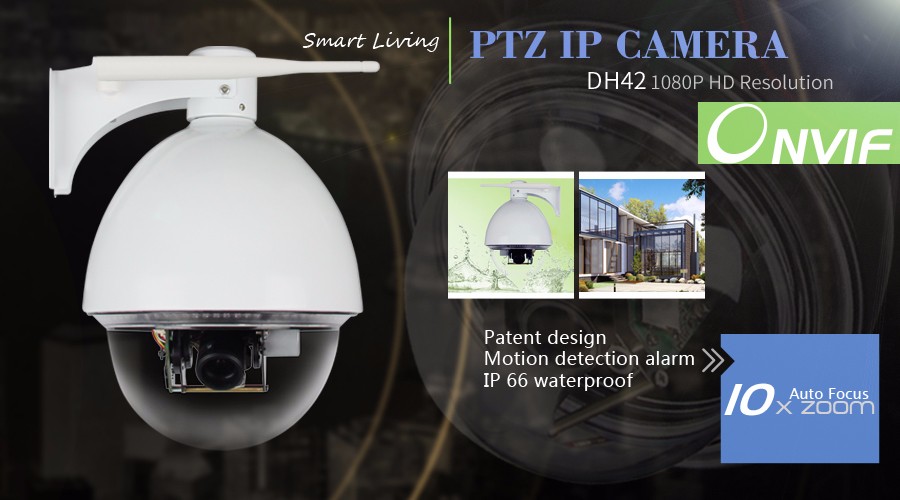 Smart Living
PTZ IP CAMERA
DH42 1080P HD Resolution
ONVIF
Patent design
Motion detection alarm
IP 66 waterproof
Auto Focus
10x zoom